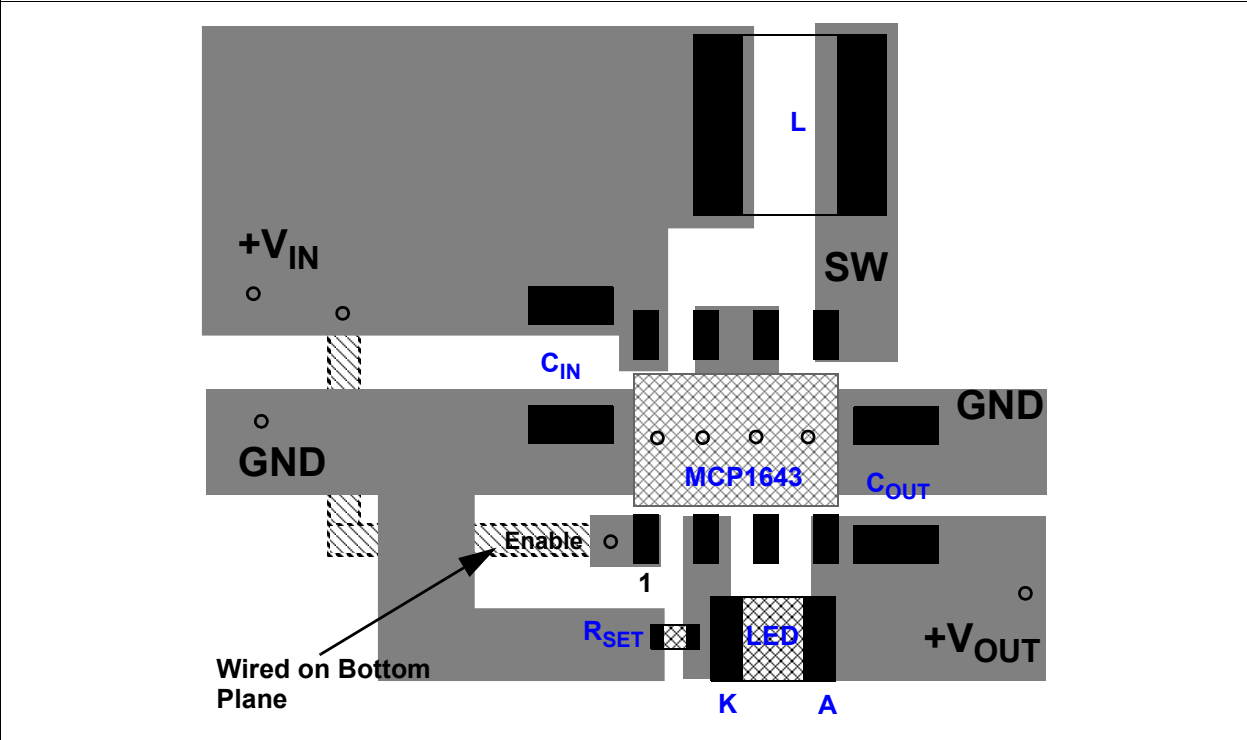 L
+VIN
SW
CIN
GND
GND
MCP1643
COUT
Enable
1
RSET
LED
+VOUT
Wired on Bottom
Plane
K
A